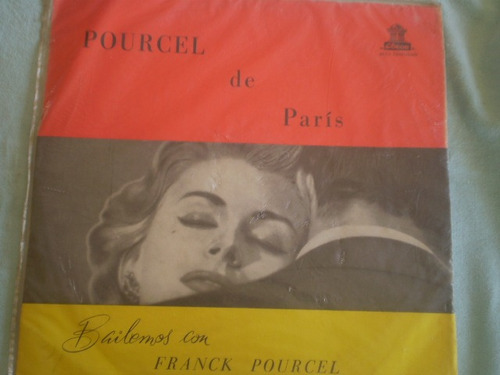 POURCEL
de
París
Bailemos con
FRANCK POURCEL